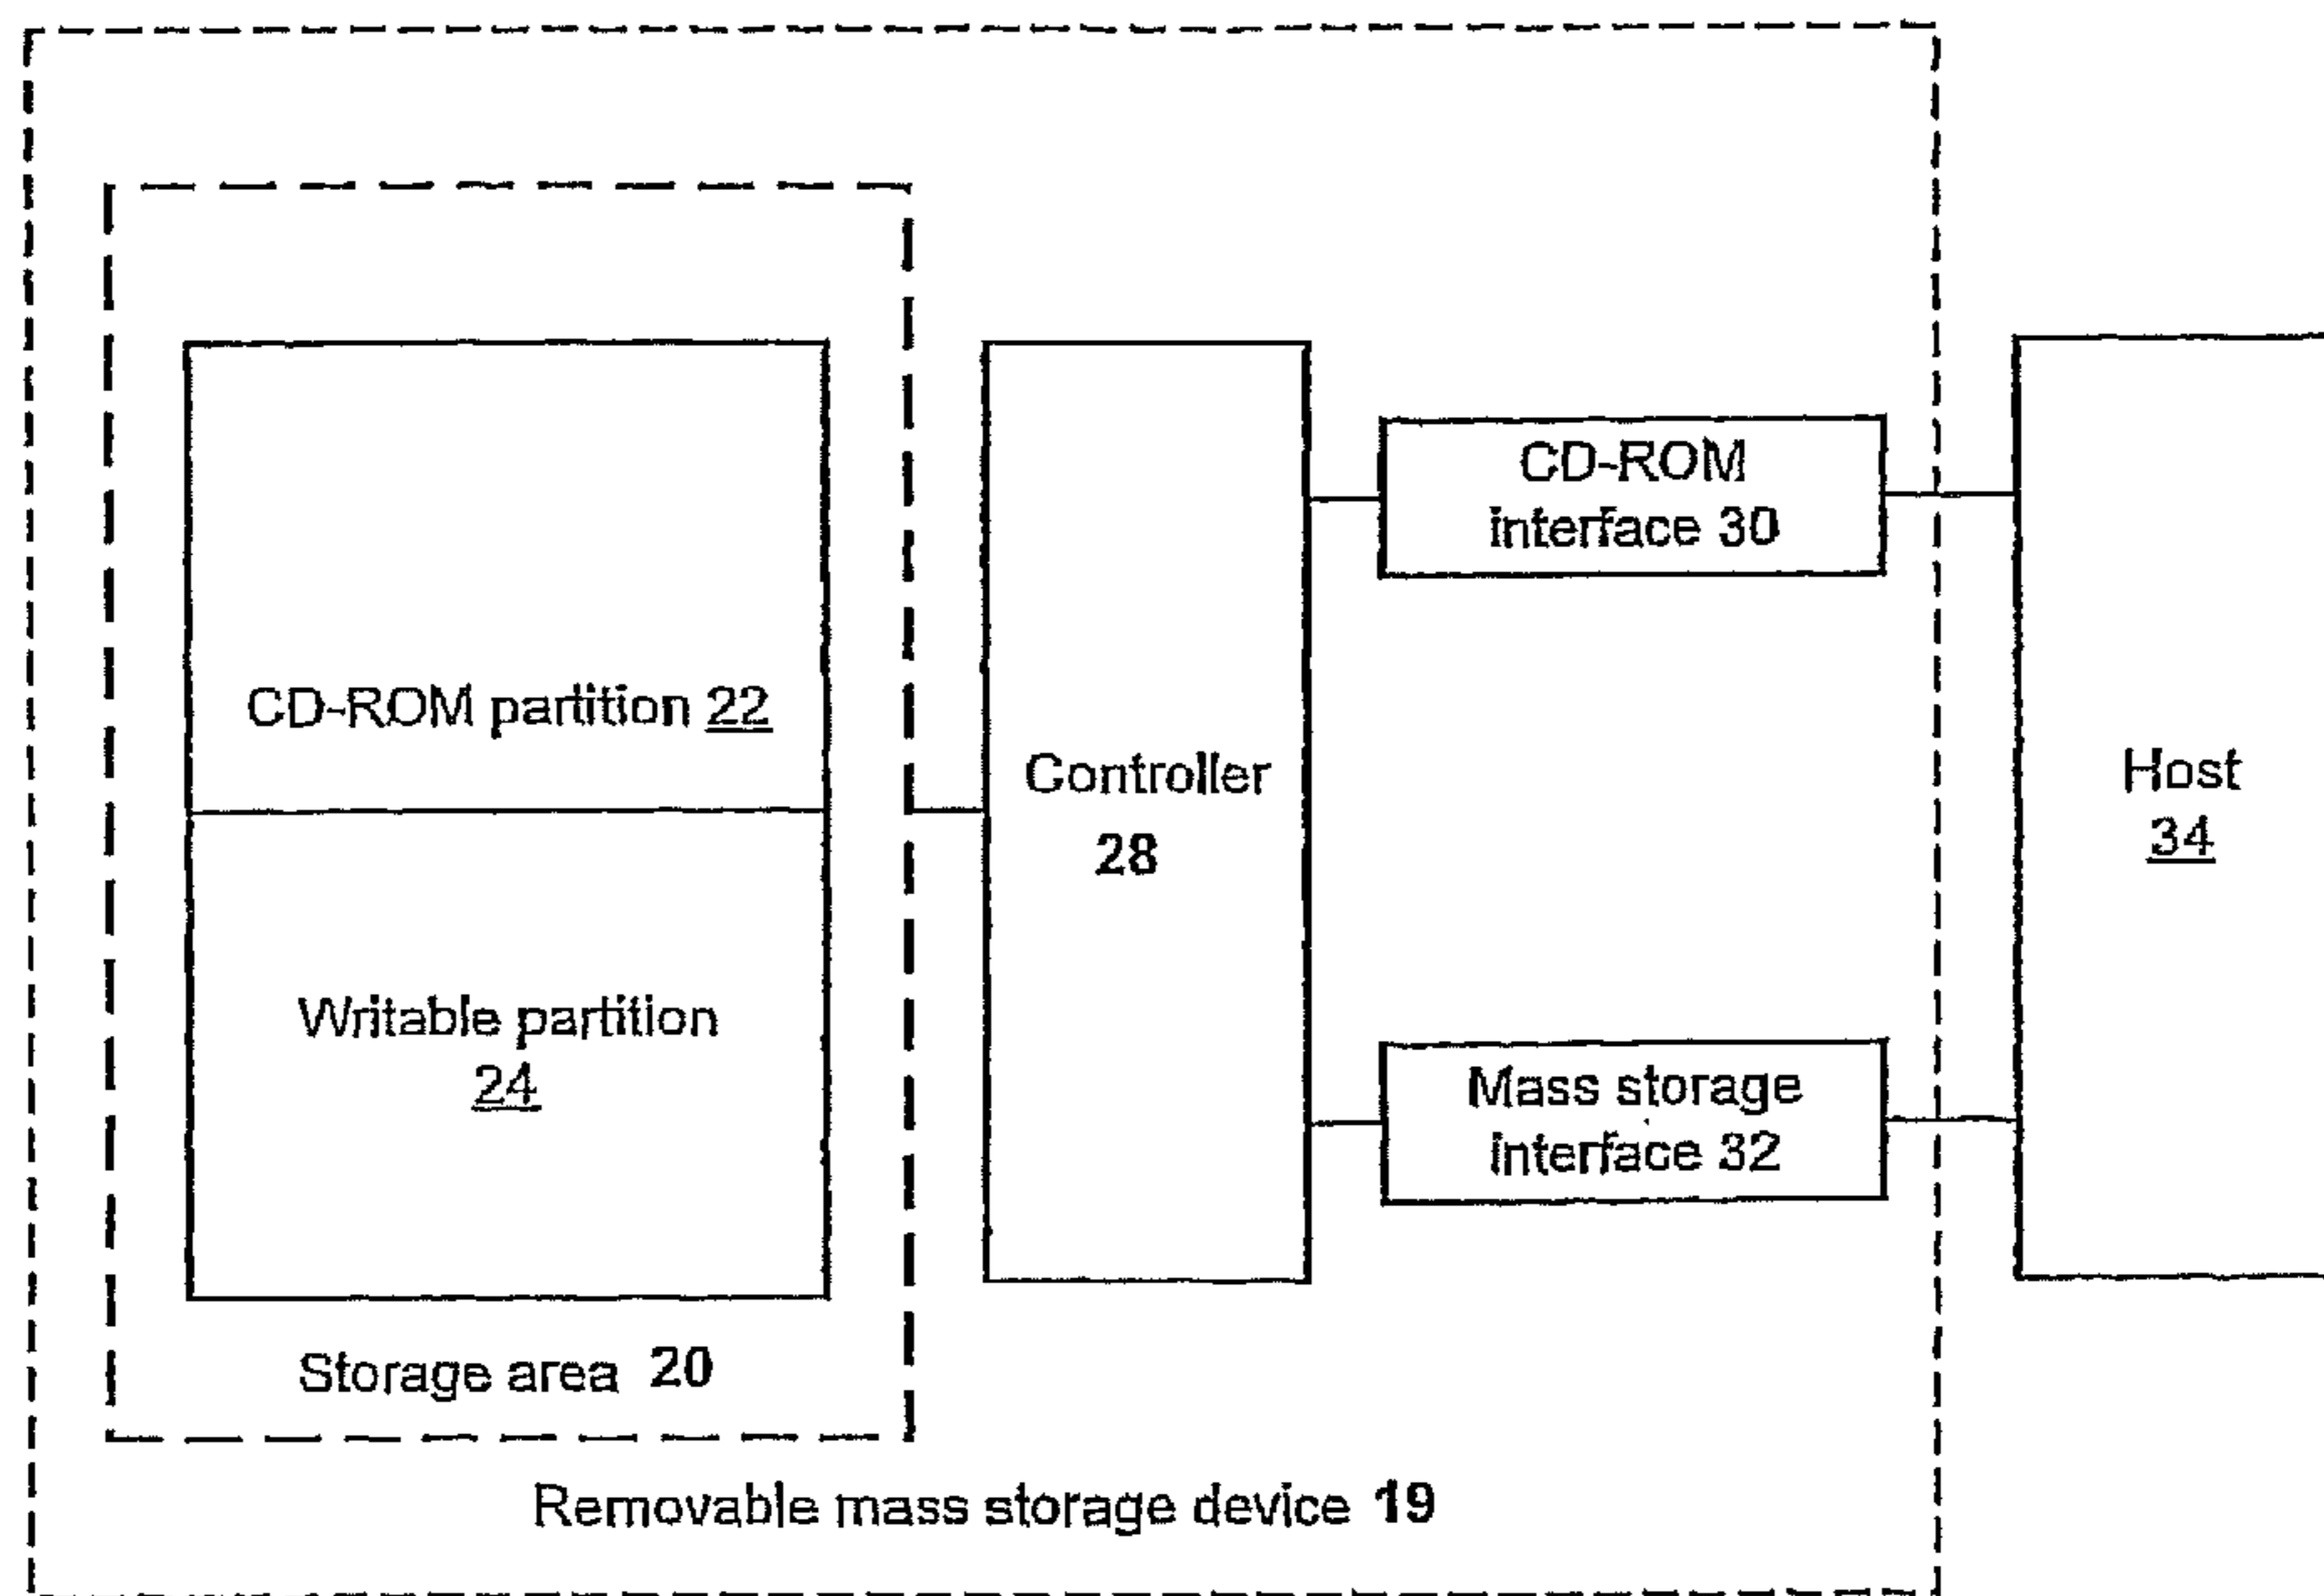 CD-ROM partition 22
Writable partition
24
Storage area 20
Controller
28
CD-ROM
interface 30
Mass storage
interface 32
Host
34
Removable mass storage device 19